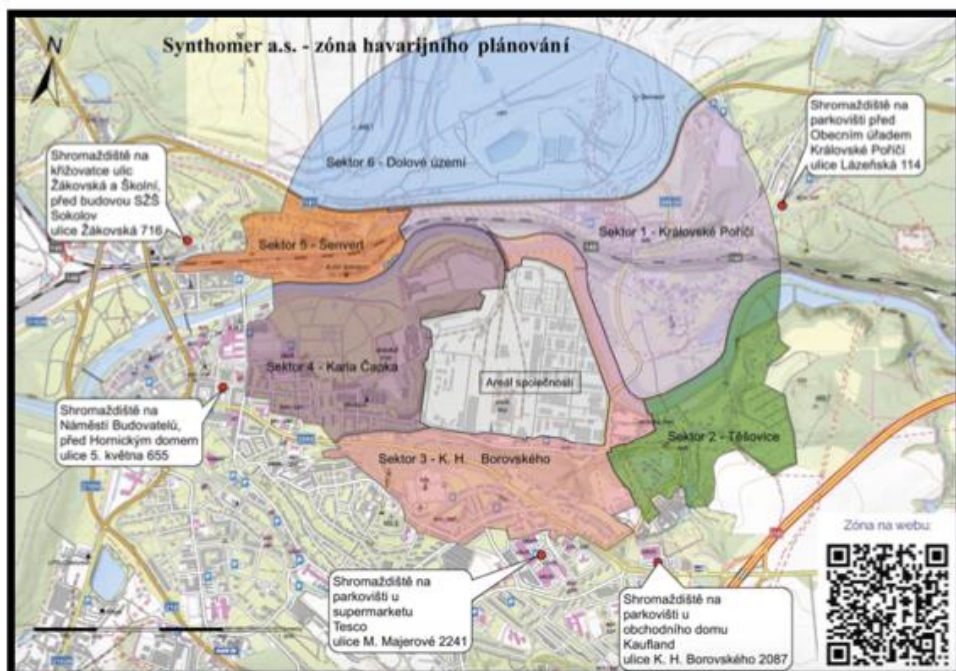 N
Synthomer a.s. - zóna havarijního plánování
Shromaždiště na
parkovišti před
Obecním úřadem
Královské Poříčí
ulice Lázeňská 114
Shromaždiště na
křižovatce ulic
Žákovská a Školní,
před budovou SZŠ
Sokolov
ulice Žákovská 716
Sektor 6 - Dolové území
Sektor 5 - Šenvert
Sektor 1 - Královské Poříčí
Sektor 4 - Karla Čapka
Areál společnosti
Shromaždiště na
Náměstí Budovatelů,
před Hornickým domem
ulice 5. května 655
Sektor 3 - K. H. Borovského
Sektor 2 - Těšovice
Zóna na webu:
Shromaždiště na
parkovišti u
supermarketu
Tesco
ulice M. Majerové 2241
Shromaždiště na
parkovišti u
obchodního domu
Kaufland
ulice K. H. Borovského 2087